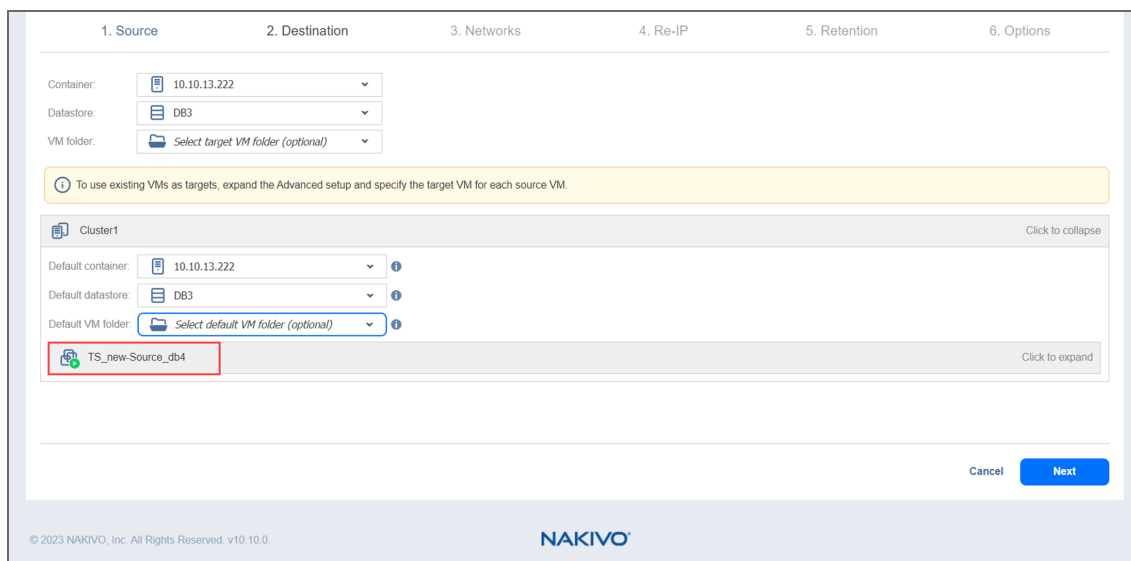 1. Source 2. Destination 3. Networks 4. Re-IP 5. Retention 6. Options
Container: 10.10.13.222
Datastore: DB3
VM folder: Select target VM folder (optional)
To use existing VMs as targets, expand the Advanced setup and specify the target VM for each source VM.
Cluster1 Click to collapse
Default container: 10.10.13.222
Default datastore: DB3
Default VM folder: Select default VM folder (optional)
TS_new-Source_db4 Click to expand
Cancel Next
© 2023 NAKIVO, Inc. All Rights Reserved. v10.10.0. NAKIVO®